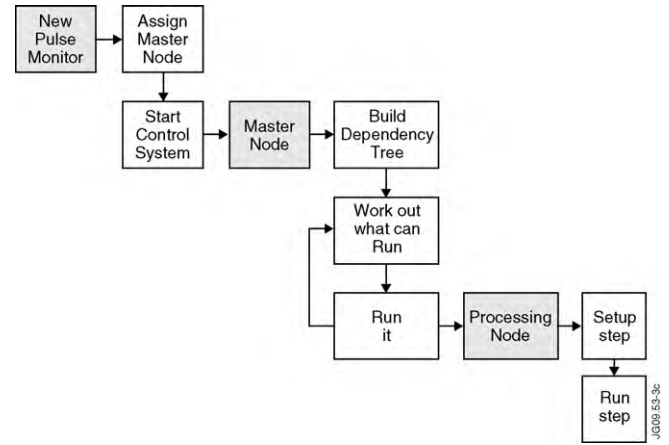 New
Pulse
Monitor
Assign
Master
Node
Start
Control
System
Master
Node
Build
Dependency
Tree
Work out
what can
Run
Run
it
Processing
Node
Setup
step
Run
step
JG09.53-3c